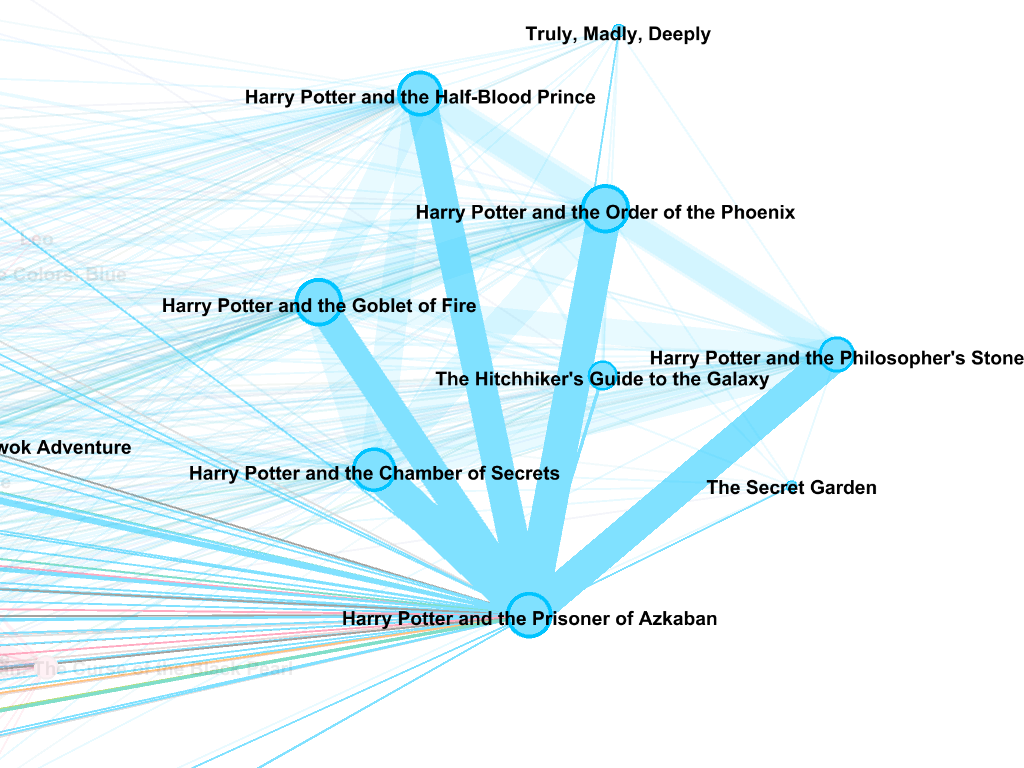 Truly, Madly, Deeply
Harry Potter and the Half-Blood Prince
Harry Potter and the Order of the Phoenix
Leo
Colors: Blue
Harry Potter and the Goblet of Fire
Harry Potter and the Philosopher's Stone
The Hitchhiker's Guide to the Galaxy
wok Adventure
Harry Potter and the Chamber of Secrets
The Secret Garden
Harry Potter and the Prisoner of Azkaban
The Curse of the Black Pearl